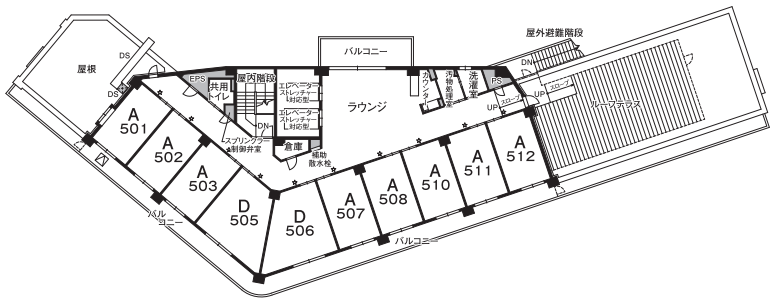 バルコニー
屋外避難階段
屋根
DS
DS
EPS
共用
トイレ
屋内階段
DN
エレベーター
ストレッチャー
対応型
エレベーター
ストレッチャー
対応型
スプリンクラー
制御弁室
倉庫
補助
散水栓
ラウンジ
カウンター
汚物処理室
洗濯室
PS
DN
UP
スロープ
UP
スロープ
ルーフテラス
A
501
A
502
A
503
D
505
D
506
A
507
A
508
A
510
A
511
A
512
バル
コニー
バルコニー